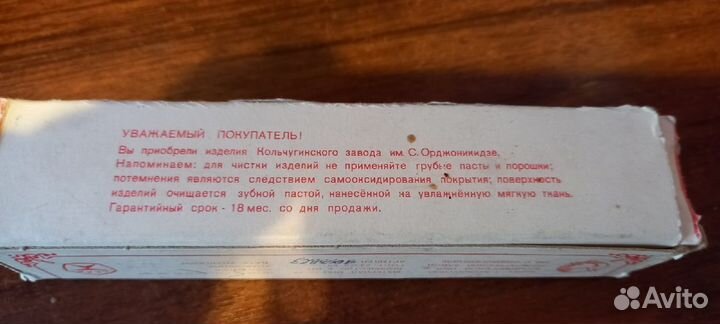 УВАЖАЕМЫЙ ПОКУПАТЕЛЬ!
Вы приобрели изделия Кольчугинского завода им. С. Орджоникидзе.
Напоминаем: для чистки изделий не применяйте грубые пасты и порошки;
потемнения являются следствием самооксидирования покрытия; поверхность
изделий очищается зубной пастой, нанесённой на увлажнённую мягкую ткань.
Гарантийный срок - 18 мес. со дня продажи.
Avito